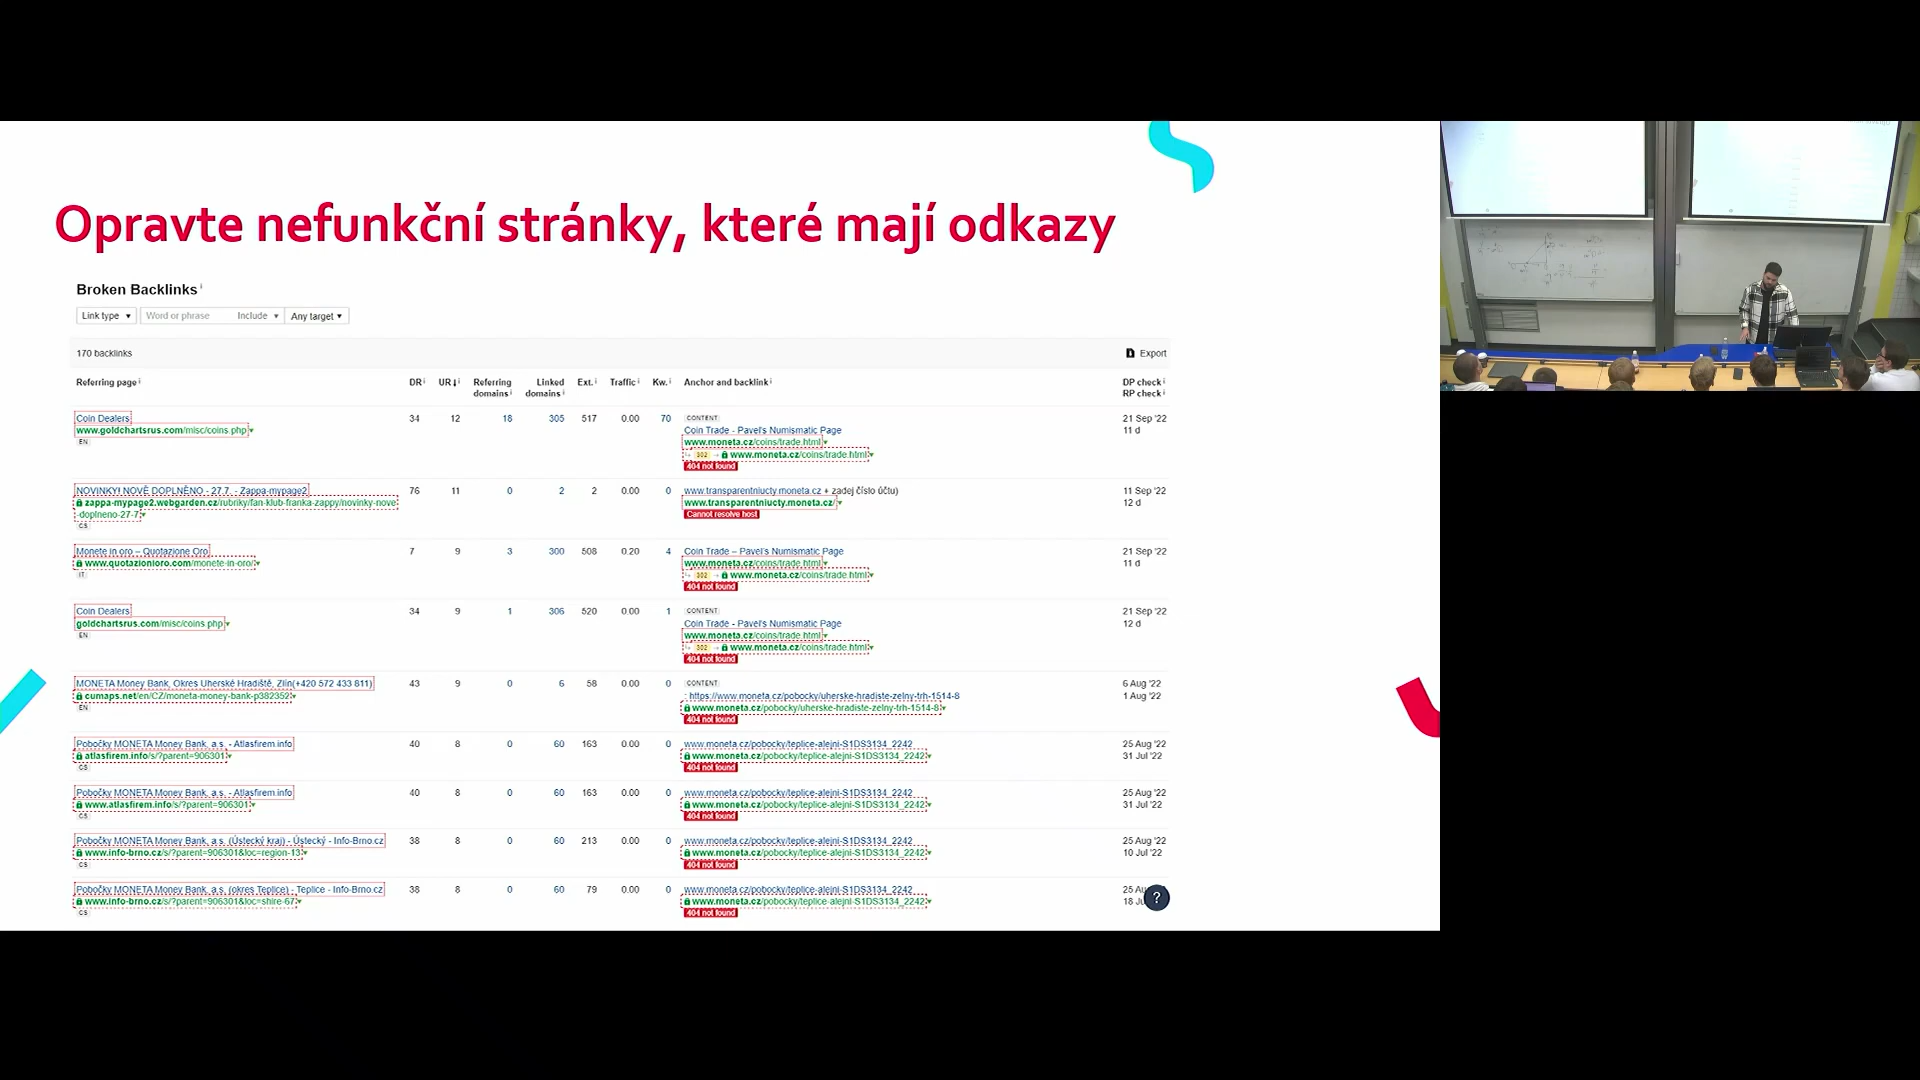 Opravte nefunkční stránky, které mají odkazy
Broken Backlinks
Link type
Word or phrase
Include
Any target
170 backlinks
Export
Referring page
DR
UR
Referring domains
Linked domains
Ext.
Traffic
Kw.
Anchor and backlink
DP check
RP check
Coin Dealers
www.goldchartsrus.com/misc/coins.php
EN
34 12 18 305 517 0.00 70
CONTENT
Coin Trade - Pavel's Numismatic Page
www.moneta.cz/coins/trade.html
302 → www.moneta.cz/coins/trade.html
404 not found
21 Sep '22
11 d
NOVINKY! NOVĚ DOPLNĚNO - 27.7. - Zappa-mypage2
zappa-mypage2.webgarden.cz/rubriky/fan-klub-franka-zappy/novinky-nove
-doplneno-27-7
CS
76 11 0 2 2 0.00 0
www.transparentniucty.moneta.cz + zadej číslo účtu)
www.transparentniucty.moneta.cz/
Cannot resolve host
11 Sep '22
12 d
Monete in oro – Quotazione Oro
www.quotazionioro.com/monete-in-oro/
IT
7 9 3 300 508 0.20 4
Coin Trade – Pavel's Numismatic Page
www.moneta.cz/coins/trade.html
302 → www.moneta.cz/coins/trade.html
404 not found
21 Sep '22
11 d
Coin Dealers
goldchartsrus.com/misc/coins.php
EN
34 9 1 306 520 0.00 1
CONTENT
Coin Trade - Pavel's Numismatic Page
www.moneta.cz/coins/trade.html
302 → www.moneta.cz/coins/trade.html
404 not found
21 Sep '22
12 d
MONETA Money Bank, Okres Uherské Hradiště, Zlín(+420 572 433 811)
cumaps.net/en/CZ/moneta-money-bank-p382352
EN
43 9 0 6 58 0.00 0
CONTENT
: https://www.moneta.cz/pobocky/uherske-hradiste-zelny-trh-1514-8
www.moneta.cz/pobocky/uherske-hradiste-zelny-trh-1514-8
404 not found
6 Aug '22
1 Aug '22
Pobočky MONETA Money Bank, a.s. - Atlasfirem.info
atlasfirem.info/s/?parent=906301
CS
40 8 0 60 163 0.00 0
www.moneta.cz/pobocky/teplice-alejni-S1DS3134_2242
www.moneta.cz/pobocky/teplice-alejni-S1DS3134_2242
404 not found
25 Aug '22
31 Jul '22
Pobočky MONETA Money Bank, a.s. - Atlasfirem.info
www.atlasfirem.info/s/?parent=906301
CS
40 8 0 60 163 0.00 0
www.moneta.cz/pobocky/teplice-alejni-S1DS3134_2242
www.moneta.cz/pobocky/teplice-alejni-S1DS3134_2242
404 not found
25 Aug '22
31 Jul '22
Pobočky MONETA Money Bank, a.s. (Ústecký kraj) - Ústecký - Info-Brno.cz
www.info-brno.cz/s/?parent=906301&loc=region-13
CS
38 8 0 60 213 0.00 0
www.moneta.cz/pobocky/teplice-alejni-S1DS3134_2242
www.moneta.cz/pobocky/teplice-alejni-S1DS3134_2242
404 not found
25 Aug '22
10 Jul '22
Pobočky MONETA Money Bank, a.s. (okres Teplice) - Teplice - Info-Brno.cz
www.info-brno.cz/s/?parent=906301&loc=shire-67
CS
38 8 0 60 79 0.00 0
www.moneta.cz/pobocky/teplice-alejni-S1DS3134_2242
www.moneta.cz/pobocky/teplice-alejni-S1DS3134_2242
404 not found
25
18
?